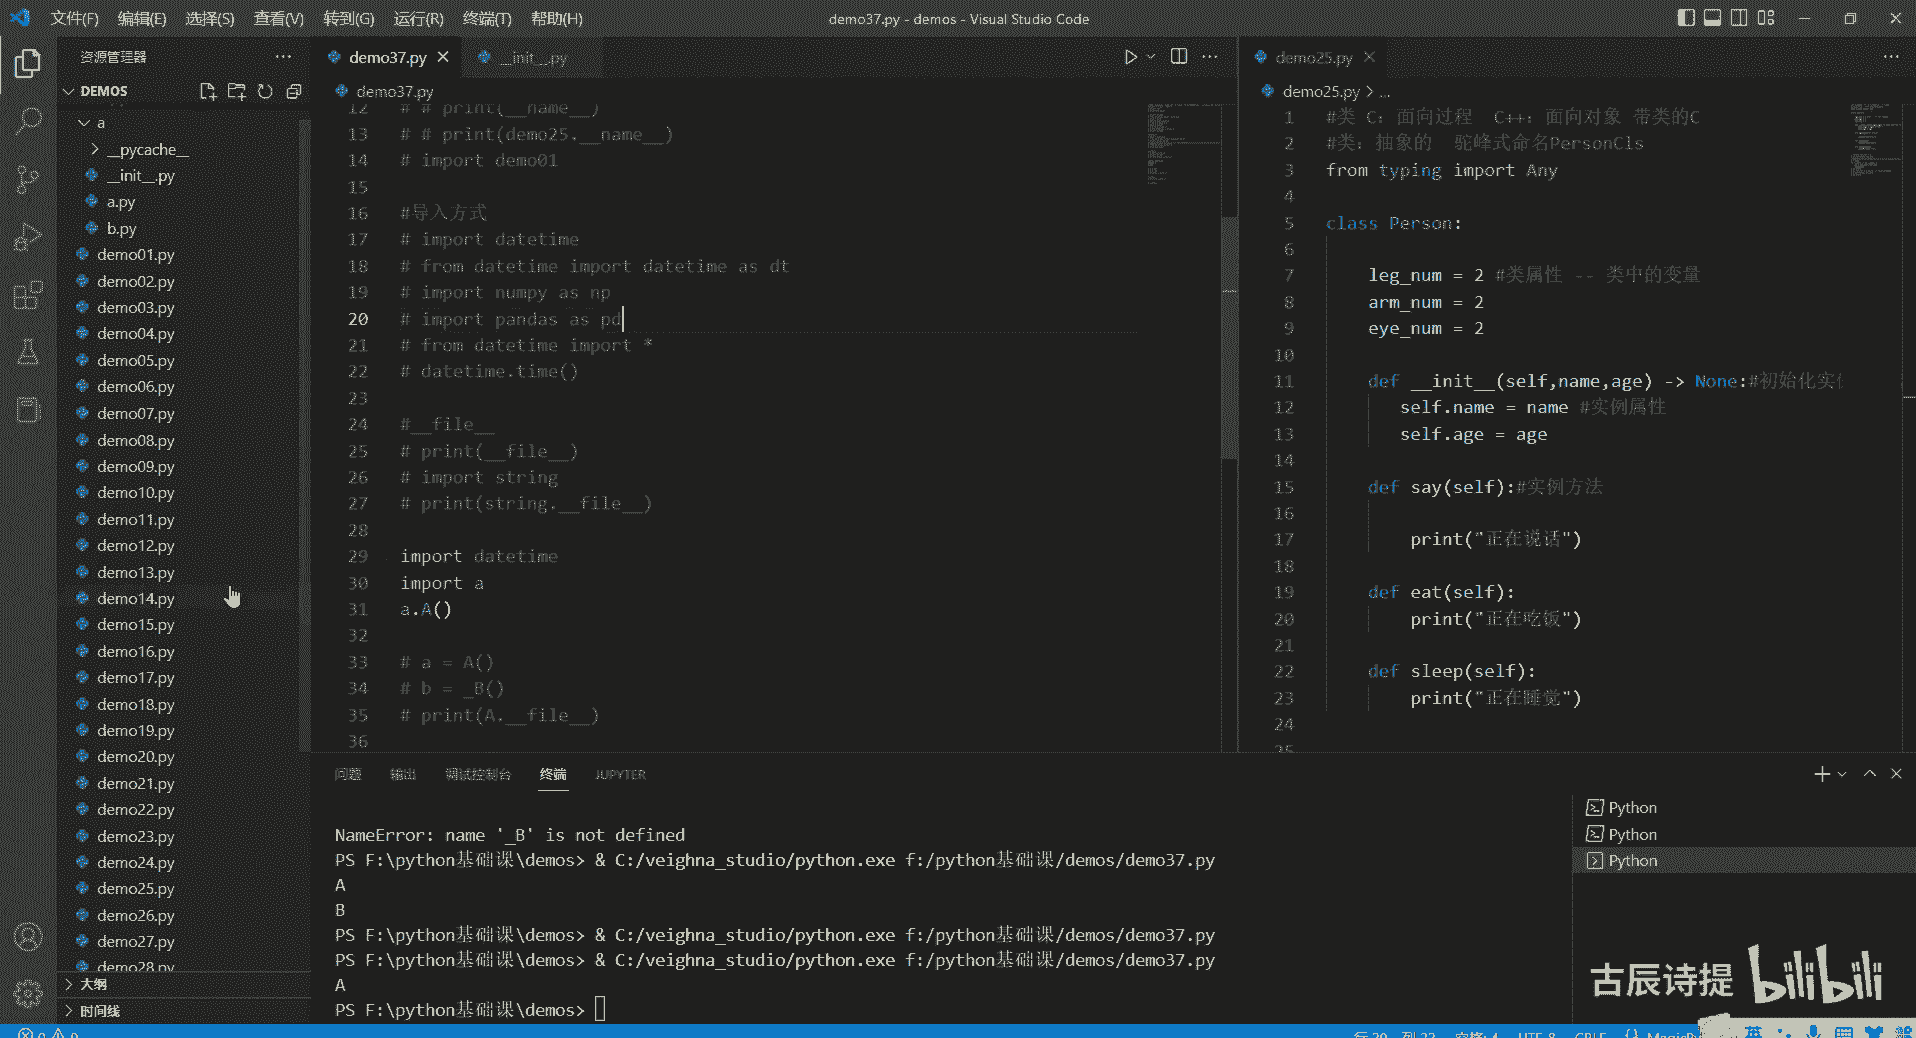 文件(F) 编辑(E) 选择(S) 查看(V) 转到(G) 运行(R) 终端(T) 帮助(H) demo37.py - demos - Visual Studio Code
资源管理器
DEMOS
a
__pycache__
__init__.py
a.py
b.py
demo01.py
demo02.py
demo03.py
demo04.py
demo05.py
demo06.py
demo07.py
demo08.py
demo09.py
demo10.py
demo11.py
demo12.py
demo13.py
demo14.py
demo15.py
demo16.py
demo17.py
demo18.py
demo19.py
demo20.py
demo21.py
demo22.py
demo23.py
demo24.py
demo25.py
demo26.py
demo27.py
demo28.py
大纲
时间线
demo37.py __init__.py
demo37.py
12 # # print(__name__)
13 # # print(demo25.__name__)
14 # import demo01
15
16 #导入方式
17 # import datetime
18 # from datetime import datetime as dt
19 # import numpy as np
20 # import pandas as pd
21 # from datetime import *
22 # datetime.time()
23
24 #__file__
25 # print(__file__)
26 # import string
27 # print(string.__file__)
28
29 import datetime
30 import a
31 a.A()
32
33 # a = A()
34 # b = _B()
35 # print(A.__file__)
36
demo25.py
demo25.py > ...
1 #类 C：面向过程 C++：面向对象 带类的C
2 #类：抽象的 驼峰式命名PersonCls
3 from typing import Any
4
5 class Person:
6
7 leg_num = 2 #类属性 -- 类中的变量
8 arm_num = 2
9 eye_num = 2
10
11 def __init__(self,name,age) -> None:#初始化实
12 self.name = name #实例属性
13 self.age = age
14
15 def say(self):#实例方法
16
17 print("正在说话")
18
19 def eat(self):
20 print("正在吃饭")
21
22 def sleep(self):
23 print("正在睡觉")
24
25
问题 输出 调试控制台 终端 JUPYTER
NameError: name '_B' is not defined
PS F:\python基础课\demos> & C:/veighna_studio/python.exe f:/python基础课/demos/demo37.py
A
B
PS F:\python基础课\demos> & C:/veighna_studio/python.exe f:/python基础课/demos/demo37.py
PS F:\python基础课\demos> & C:/veighna_studio/python.exe f:/python基础课/demos/demo37.py
A
PS F:\python基础课\demos>
Python
Python
Python
古辰诗提 bilibili
英